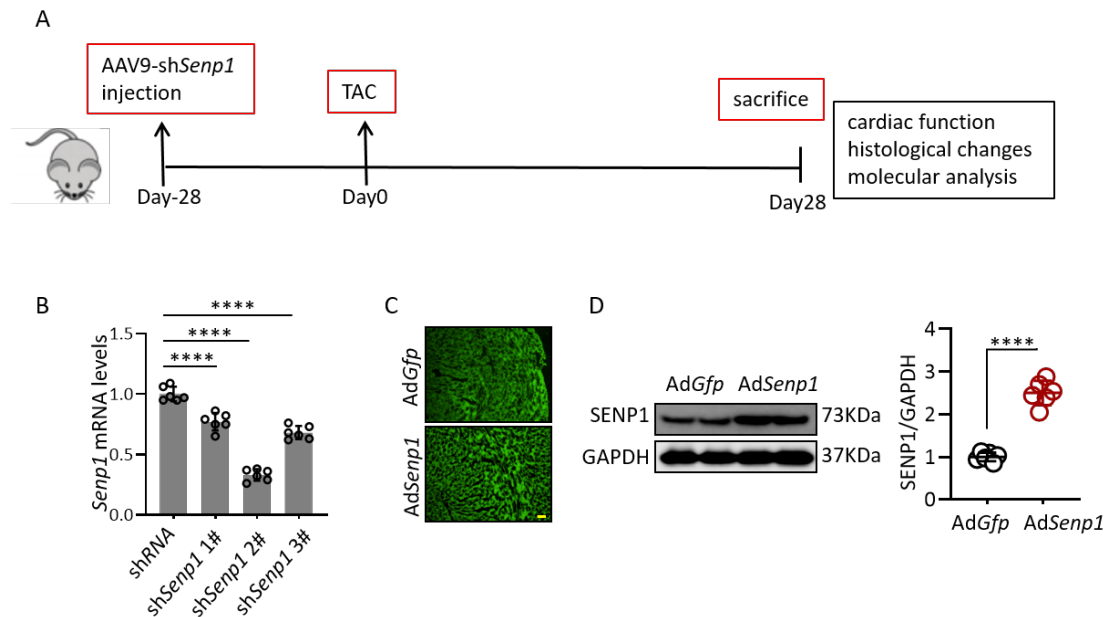 A
AAV9-shSenp1
injection
TAC
sacrifice
cardiac function
histological changes
molecular analysis
Day-28
Day0
Day28
B
****
****
****
Senp1 mRNA levels
1.5
1.0
0.5
0.0
shRNA
shSenp1 1#
shSenp1 2#
shSenp1 3#
C
AdGfp
AdSenp1
D
AdGfp AdSenp1
SENP1 73KDa
GAPDH 37KDa
SENP1/GAPDH
4
3
2
1
0
****
AdGfp AdSenp1